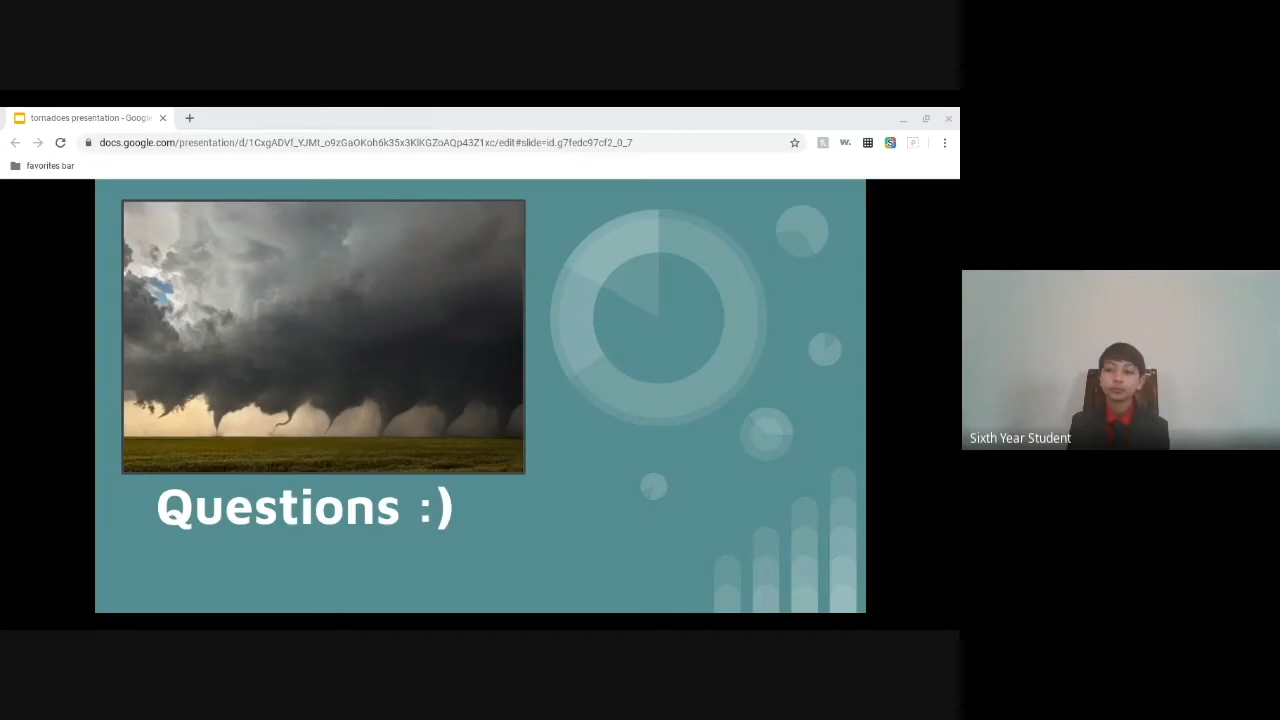 tornadoes presentation - Google
docs.google.com/presentation/d/1CxgADVf_YJMt_o9zGaOKoh6k35x3KlKGZoAQp43Z1xc/edit#slide=id.g7fedc97cf2_0_7
W.
favorites bar
Questions :)
Sixth Year Student